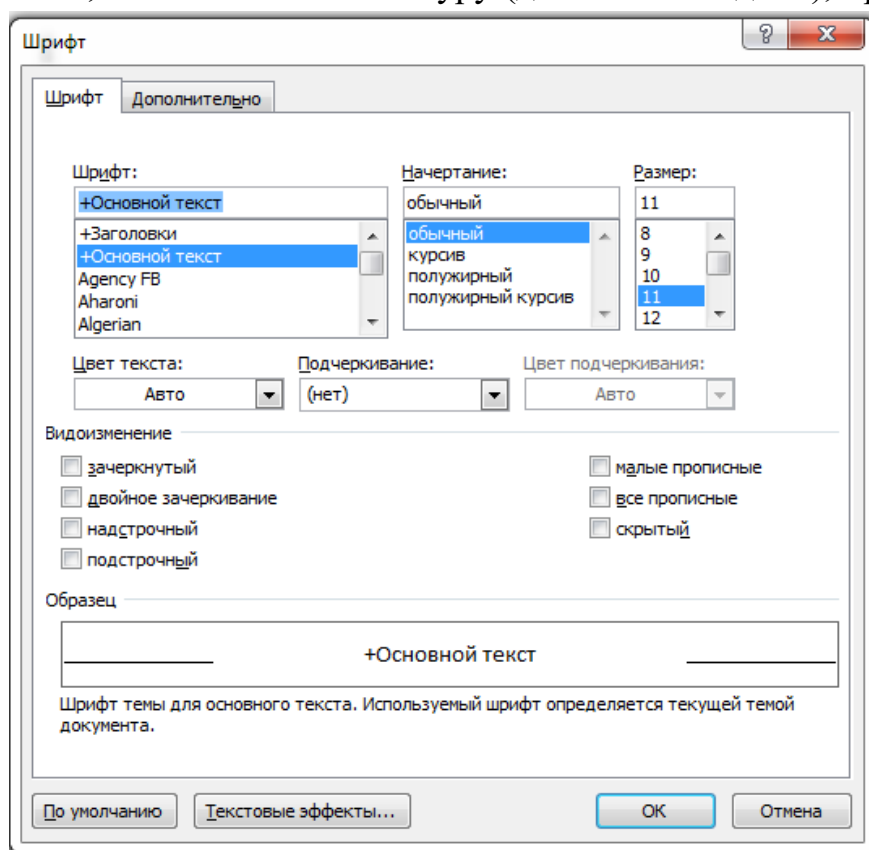 Шрифт
Шрифт Дополнительно
Шрифт: Начертание: Размер:
+Основной текст обычный 11
+Заголовки обычный 8
+Основной текст курсив 9
Agency FB полужирный 10
Aharoni полужирный курсив 11
Algerian 12
Цвет текста: Подчеркивание: Цвет подчеркивания:
Авто (нет) Авто
Видоизменение
зачеркнутый малые прописные
двойное зачеркивание все прописные
надстрочный скрытый
подстрочный
Образец
+Основной текст
Шрифт темы для основного текста. Используемый шрифт определяется текущей темой
документа.
По умолчанию Текстовые эффекты... ОК Отмена